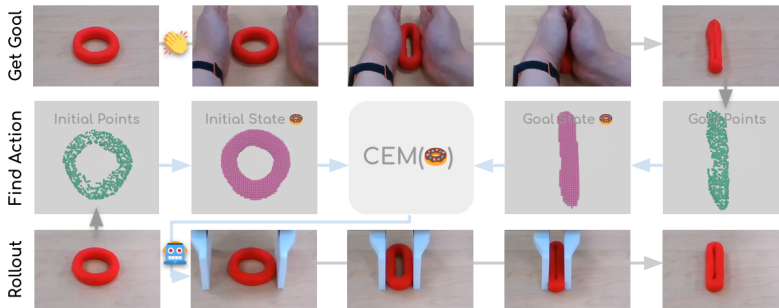 Get Goal
Find Action
Rollout
Initial Points
Initial State 🍩
CEM(🍩)
Goal State 🍩
Goal Points